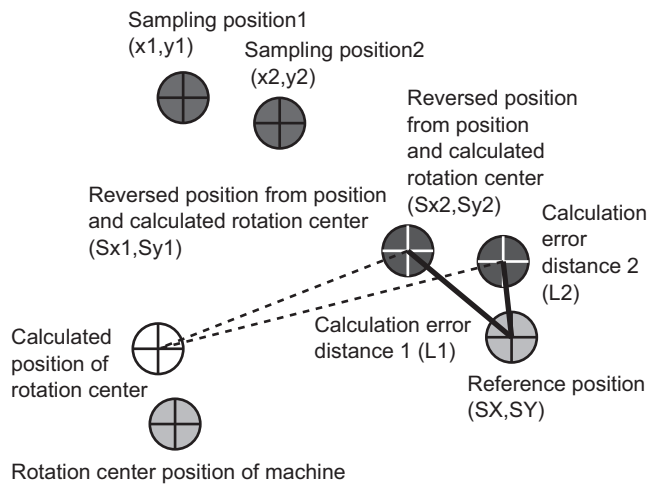 Sampling position1
(x1,y1)
Sampling position2
(x2,y2)
Reversed position
from position
and calculated
rotation center
(Sx2,Sy2)
Reversed position from position
and calculated rotation center
(Sx1,Sy1)
Calculation
error
distance 2
(L2)
Calculated
position of
rotation center
Calculation error
distance 1 (L1)
Reference position
(SX,SY)
Rotation center position of machine